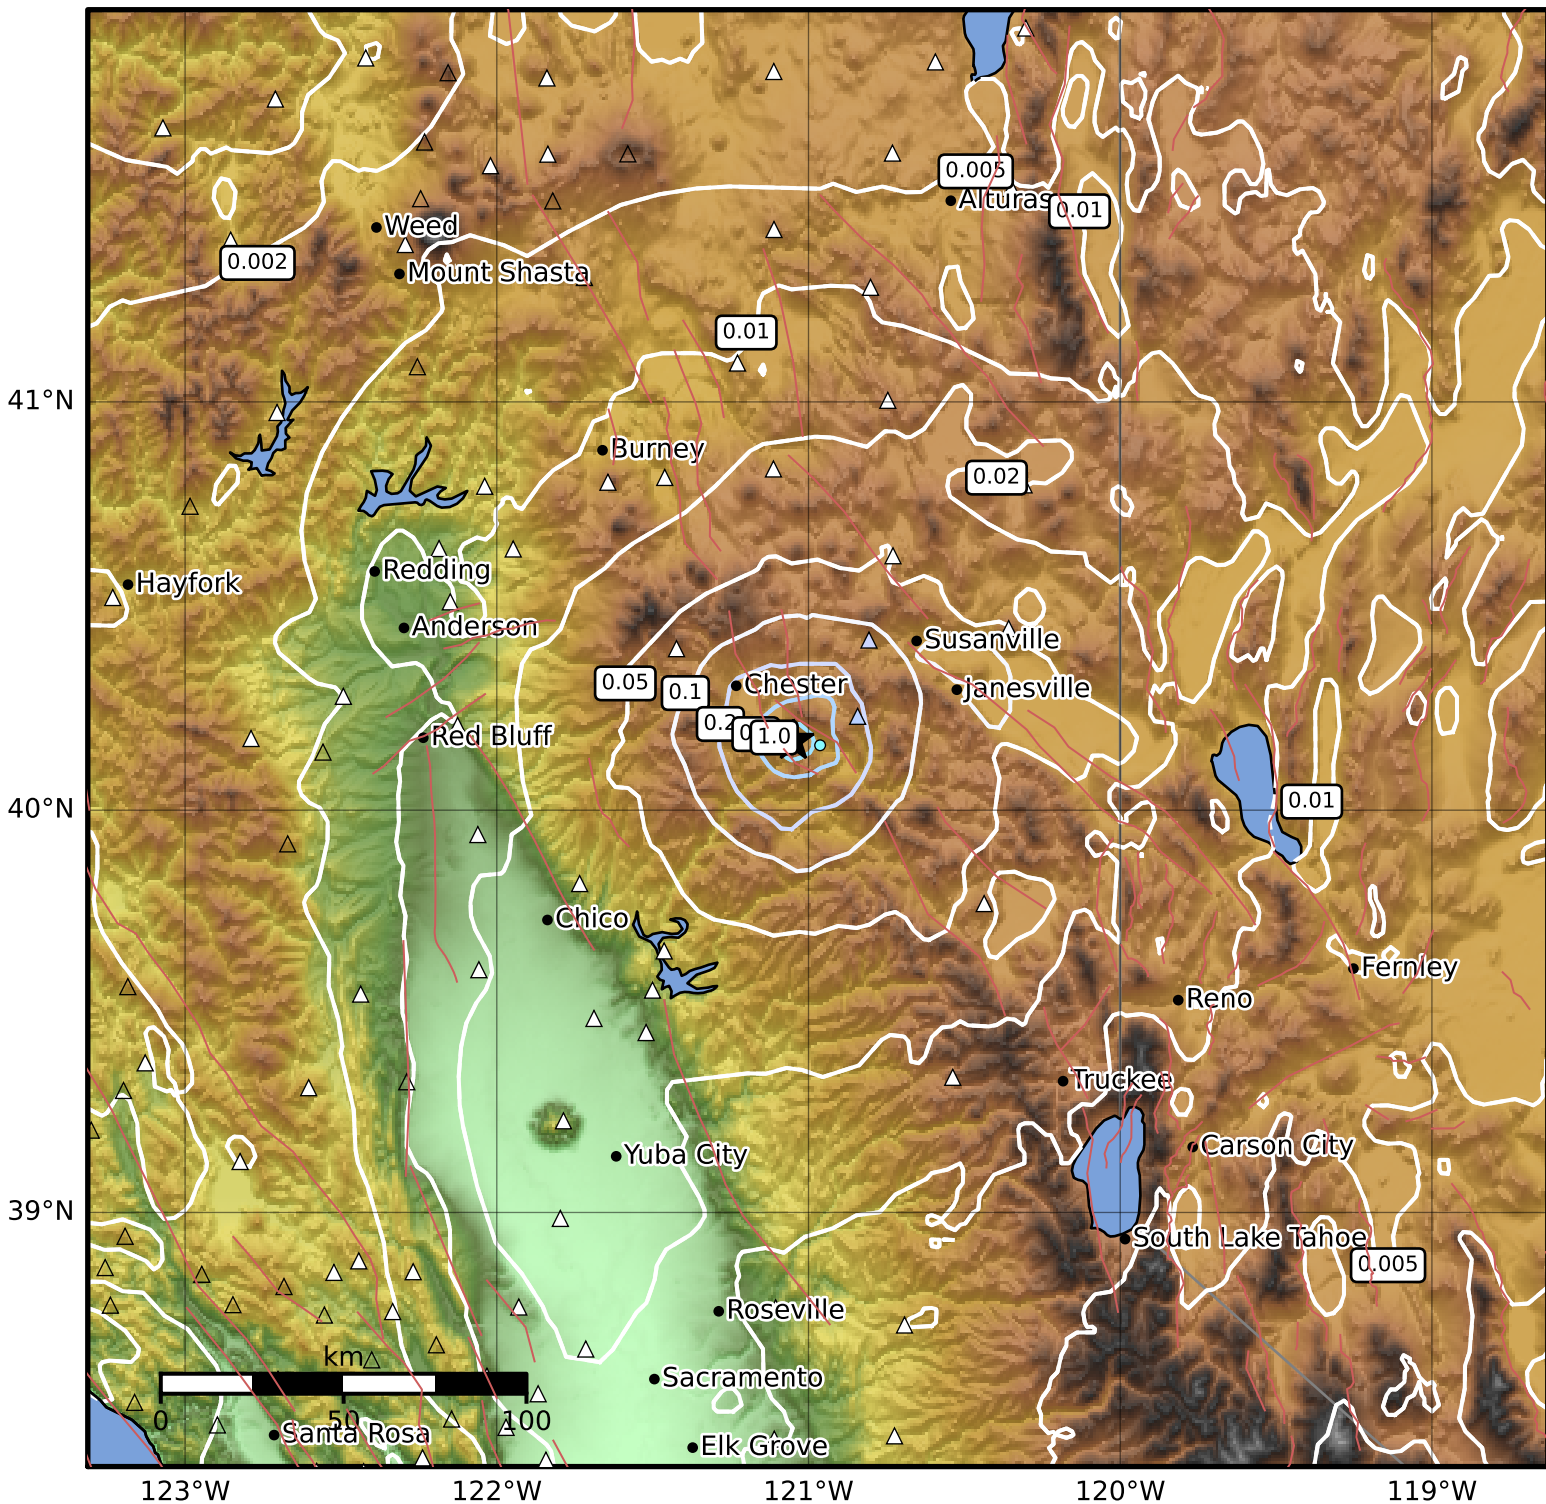 0.005
Alturas
0.01
Weed
0.002
Mount Shasta
0.01
41°N
Burney
0.02
Redding
Hayfork
Anderson
Susanville
0.05
0.1
Chester
Janesville
0.2
1.0
Red Bluff
40°N
0.01
Chico
Fernley
Reno
Truckee
Carson City
Yuba City
39°N
South Lake Tahoe
0.005
Roseville
km
Sacramento
0
50
100
Santa Rosa
Elk Grove
123°W
122°W
121°W
120°W
119°W